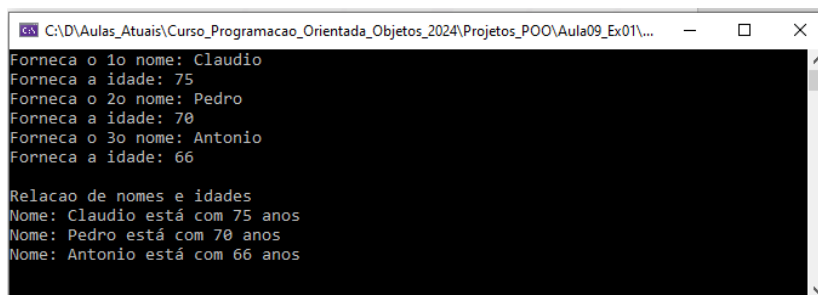 C:\D\Aulas_Atuais\Curso_Programacao_Orientada_Objetos_2024\Projetos_POO\Aula09_Ex01\...
Forneca o 1o nome: Claudio
Forneca a idade: 75
Forneca o 2o nome: Pedro
Forneca a idade: 70
Forneca o 3o nome: Antonio
Forneca a idade: 66
Relacao de nomes e idades
Nome: Claudio está com 75 anos
Nome: Pedro está com 70 anos
Nome: Antonio está com 66 anos